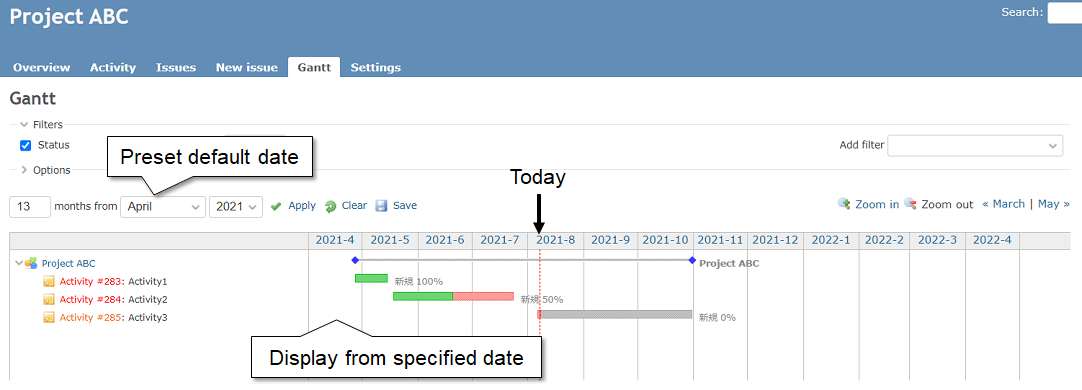 Project ABC
Search:
Overview Activity Issues New issue Gantt Settings
Gantt
Filters
Status
Add filter
Preset default date
Options
Today
13 months from April 2021 Apply Clear Save
Zoom in Zoom out « March | May »
2021-4 2021-5 2021-6 2021-7 2021-8 2021-9 2021-10 2021-11 2021-12 2022-1 2022-2 2022-3 2022-4
Project ABC Project ABC
Activity #283: Activity1 新規 100%
Activity #284: Activity2 新規 50%
Activity #285: Activity3 新規 0%
Display from specified date